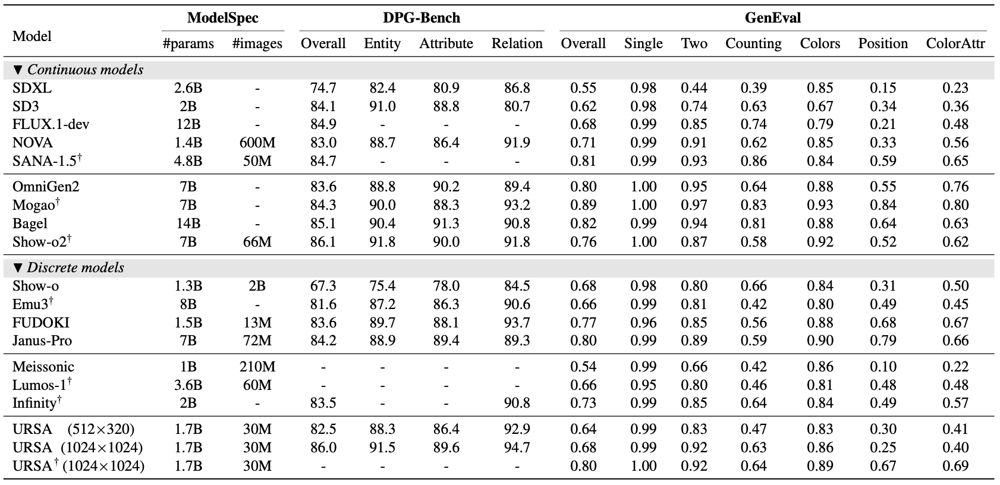 ModelSpec DPG-Bench GenEval
Model #params #images Overall Entity Attribute Relation Overall Single Two Counting Colors Position ColorAttr
▼ Continuous models
SDXL 2.6B - 74.7 82.4 80.9 86.8 0.55 0.98 0.44 0.39 0.85 0.15 0.23
SD3 2B - 84.1 91.0 88.8 80.7 0.62 0.98 0.74 0.63 0.67 0.34 0.36
FLUX.1-dev 12B - 84.9 - - - 0.68 0.99 0.85 0.74 0.79 0.21 0.48
NOVA 1.4B 600M 83.0 88.7 86.4 91.9 0.71 0.99 0.91 0.62 0.85 0.33 0.56
SANA-1.5† 4.8B 50M 84.7 - - - 0.81 0.99 0.93 0.86 0.84 0.59 0.65
OmniGen2 7B - 83.6 88.8 90.2 89.4 0.80 1.00 0.95 0.64 0.88 0.55 0.76
Mogao† 7B - 84.3 90.0 88.3 93.2 0.89 1.00 0.97 0.83 0.93 0.84 0.80
Bagel 14B - 85.1 90.4 91.3 90.8 0.82 0.99 0.94 0.81 0.88 0.64 0.63
Show-o2† 7B 66M 86.1 91.8 90.0 91.8 0.76 1.00 0.87 0.58 0.92 0.52 0.62
▼ Discrete models
Show-o 1.3B 2B 67.3 75.4 78.0 84.5 0.68 0.98 0.80 0.66 0.84 0.31 0.50
Emu3† 8B - 81.6 87.2 86.3 90.6 0.66 0.99 0.81 0.42 0.80 0.49 0.45
FUDOKI 1.5B 13M 83.6 89.7 88.1 93.7 0.77 0.96 0.85 0.56 0.88 0.68 0.67
Janus-Pro 7B 72M 84.2 88.9 89.4 89.3 0.80 0.99 0.89 0.59 0.90 0.79 0.66
Meissonic 1B 210M - - - - 0.54 0.99 0.66 0.42 0.86 0.10 0.22
Lumos-1† 3.6B 60M - - - - 0.66 0.95 0.80 0.46 0.81 0.48 0.48
Infinity† 2B - 83.5 - - 90.8 0.73 0.99 0.85 0.64 0.84 0.49 0.57
URSA (512×320) 1.7B 30M 82.5 88.3 86.4 92.9 0.64 0.99 0.83 0.47 0.83 0.30 0.41
URSA (1024×1024) 1.7B 30M 86.0 91.5 89.6 94.7 0.68 0.99 0.92 0.63 0.86 0.25 0.40
URSA† (1024×1024) 1.7B 30M - - - - 0.80 1.00 0.92 0.64 0.89 0.67 0.69